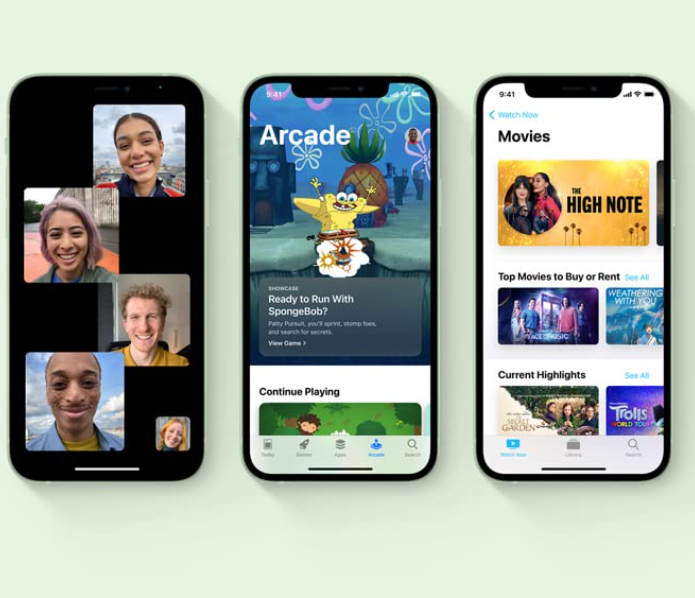 9:41
Arcade
SHOWCASE
Ready to Run With
SpongeBob?
Patty Pursuit, you'll sprint, stomp foes,
and search for secrets.
View Game >
Continue Playing
Today
Games
Apps
Arcade
Search
9:41
Watch Now
Movies
THE
HIGH NOTE
Top Movies to Buy or Rent
See All
FACE MUSIC
WEATHERING
WITH YOU
Current Highlights
See All
THE
SECRET
GARDEN
Trolls
WORLD TOUR
Watch Now
Library
Search